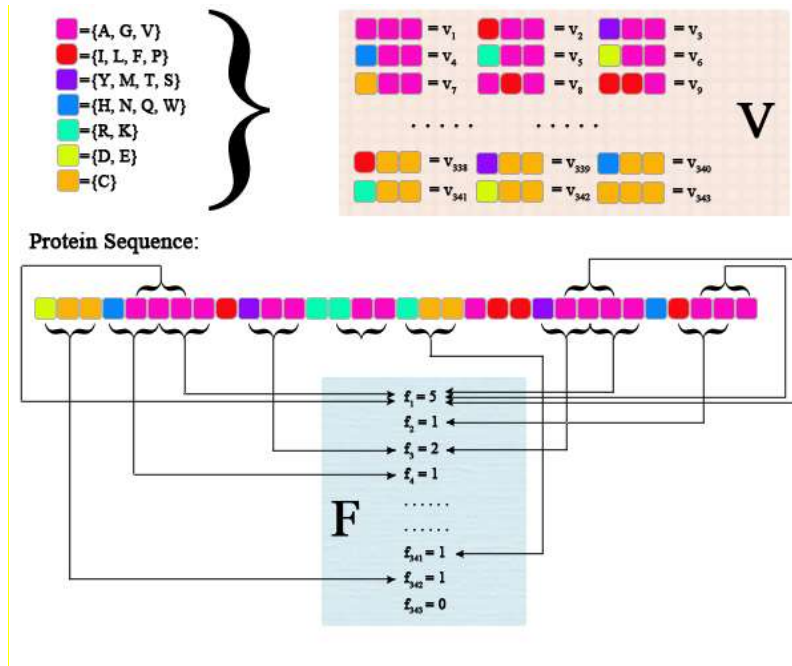 ={A, G, V}
={I, L, F, P}
={Y, M, T, S}
={H, N, Q, W}
={R, K}
={D, E}
={C}
= v1
= v2
= v3
= v4
= v5
= v6
= v7
= v8
= v9
..... .....
= v338
= v339
= v340
= v341
= v342
= v343
V
Protein Sequence:
f1 = 5
f2 = 1
f3 = 2
f4 = 1
......
......
F
f341 = 1
f342 = 1
f343 = 0